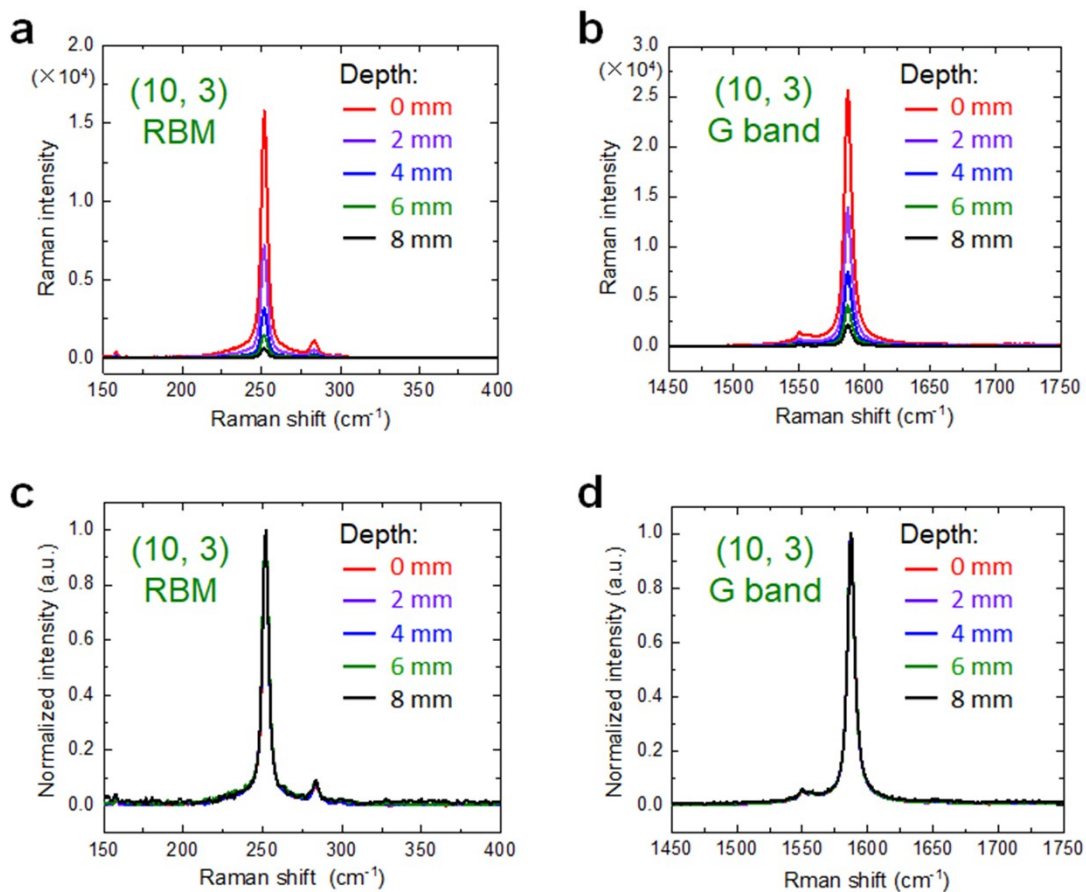 a
2.0
(×10⁴)
1.5
1.0
0.5
0.0
Raman intensity
(10, 3)
RBM
Depth:
0 mm
2 mm
4 mm
6 mm
8 mm
150 200 250 300 350 400
Raman shift (cm⁻¹)
b
3.0
(×10⁴)
2.5
2.0
1.5
1.0
0.5
0.0
Raman intensity
(10, 3)
G band
Depth:
0 mm
2 mm
4 mm
6 mm
8 mm
1450 1500 1550 1600 1650 1700 1750
Raman shift (cm⁻¹)
c
1.0
0.8
0.6
0.4
0.2
0.0
Normalized intensity (a.u.)
(10, 3)
RBM
Depth:
0 mm
2 mm
4 mm
6 mm
8 mm
150 200 250 300 350 400
Raman shift (cm⁻¹)
d
1.0
0.8
0.6
0.4
0.2
0.0
Normalized intensity (a.u.)
(10, 3)
G band
Depth:
0 mm
2 mm
4 mm
6 mm
8 mm
1450 1500 1550 1600 1650 1700 1750
Rman shift (cm⁻¹)